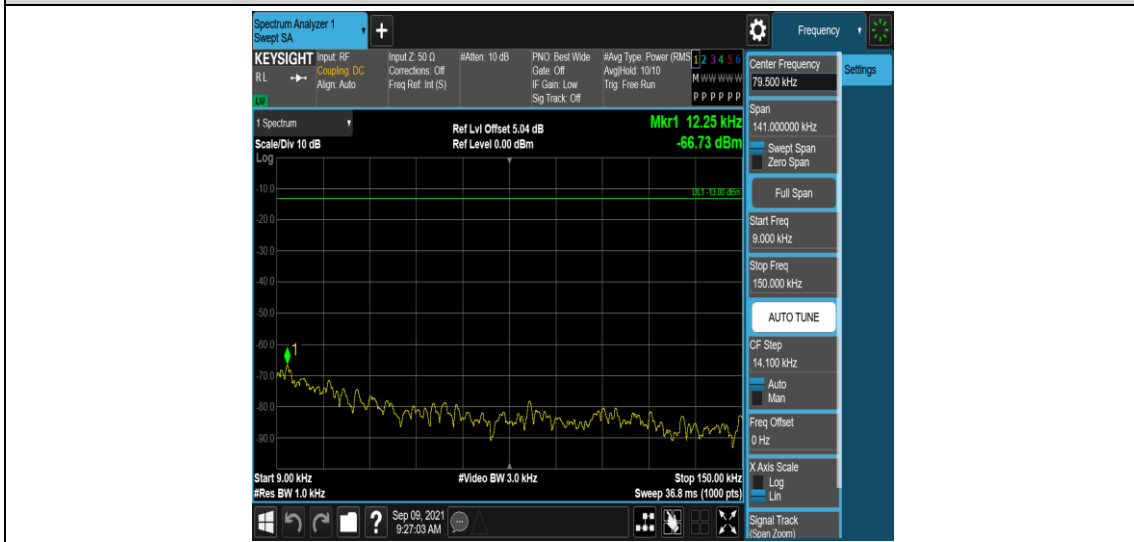 Spectrum Analyzer 1
Swept SA
+
Frequency
KEYSIGHT
RL
LXI
Input: RF
Coupling: DC
Align: Auto
Input Z: 50 Ω
Corrections: Off
Freq Ref: Int (S)
#Atten: 10 dB
PNO: Best Wide
Gate: Off
IF Gain: Low
Sig Track: Off
#Avg Type: Power (RMS
Avg|Hold: 10/10
Trig: Free Run
1 2 3 4 5 6
M W W W W W
P P P P P P
Center Frequency
79.500 kHz
Settings
Span
141.000000 kHz
Swept Span
Zero Span
Full Span
Start Freq
9.000 kHz
Stop Freq
150.000 kHz
AUTO TUNE
CF Step
14.100 kHz
Auto
Man
Freq Offset
0 Hz
X Axis Scale
Log
Lin
Signal Track
(Span Zoom)
1 Spectrum
Scale/Div 10 dB
Log
Ref Lvl Offset 5.04 dB
Ref Level 0.00 dBm
Mkr1 12.25 kHz
-66.73 dBm
DL1 -13.00 dBm
-10.0
-20.0
-30.0
-40.0
-50.0
-60.0
1
-70.0
-80.0
-90.0
Start 9.00 kHz
#Res BW 1.0 kHz
#Video BW 3.0 kHz
Stop 150.00 kHz
Sweep 36.8 ms (1000 pts)
?
Sep 09, 2021
9:27:03 AM